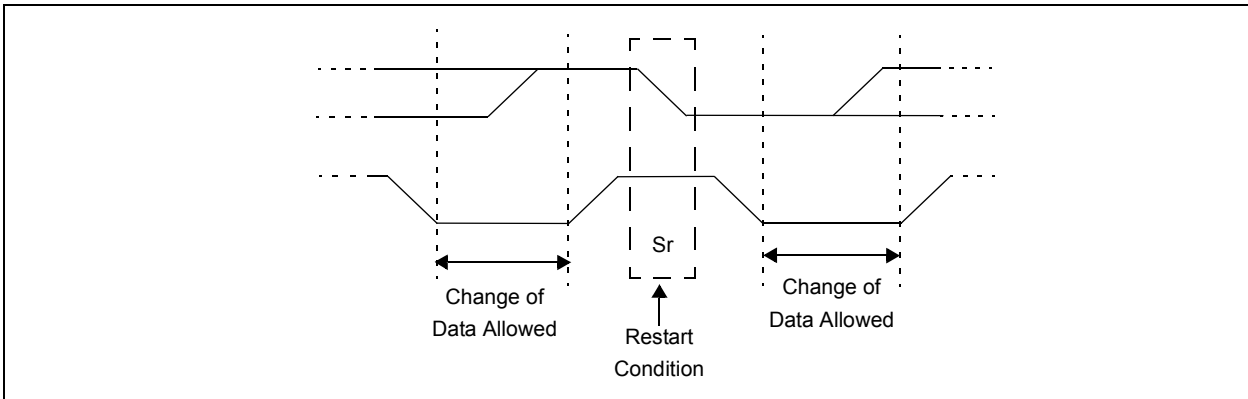 Sr
Change of
Data Allowed
Restart
Condition
Change of
Data Allowed